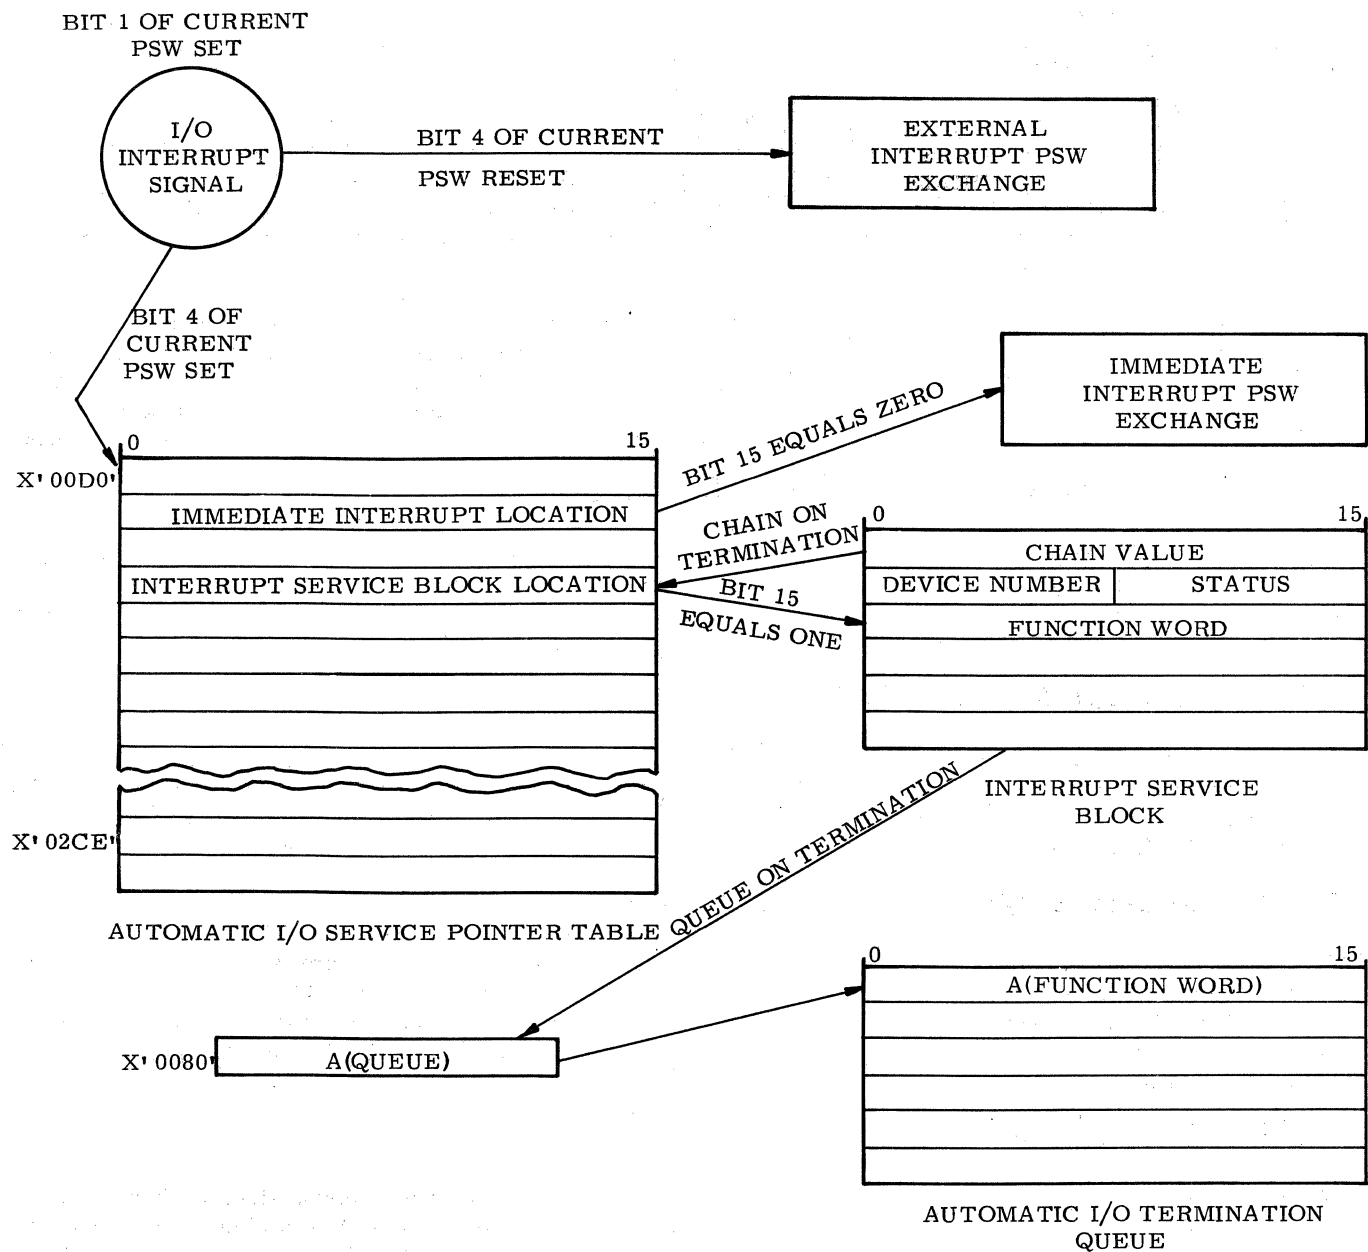 BIT 1 OF CURRENT
PSW SET
I/O
INTERRUPT
SIGNAL
BIT 4 OF CURRENT
PSW RESET
EXTERNAL
INTERRUPT PSW
EXCHANGE
BIT 4 OF
CURRENT
PSW SET
IMMEDIATE
INTERRUPT PSW
EXCHANGE
BIT 15 EQUALS ZERO
0 15
X'00D0'
IMMEDIATE INTERRUPT LOCATION
INTERRUPT SERVICE BLOCK LOCATION
CHAIN ON
TERMINATION
BIT 15
EQUALS ONE
0 15
CHAIN VALUE
DEVICE NUMBER STATUS
FUNCTION WORD
INTERRUPT SERVICE
BLOCK
X'02CE'
AUTOMATIC I/O SERVICE POINTER TABLE
QUEUE ON TERMINATION
X'0080'
A(QUEUE)
0 15
A(FUNCTION WORD)
AUTOMATIC I/O TERMINATION
QUEUE